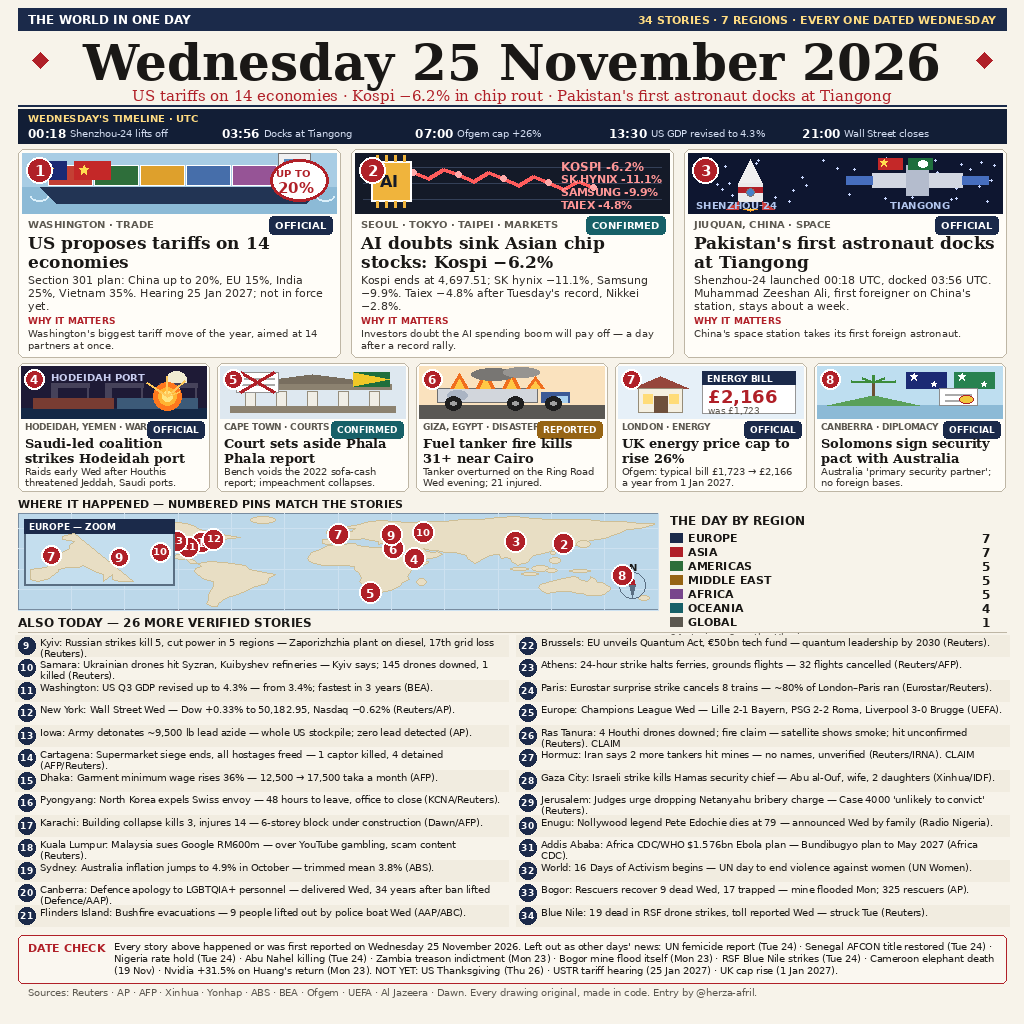 THE WORLD IN ONE DAY
34 STORIES · 7 REGIONS · EVERY ONE DATED WEDNESDAY
Wednesday 25 November 2026
US tariffs on 14 economies · Kospi −6.2% in chip rout · Pakistan's first astronaut docks at Tiangong
WEDNESDAY'S TIMELINE · UTC
00:18 Shenzhou-24 lifts off
03:56 Docks at Tiangong
07:00 Ofgem cap +26%
13:30 US GDP revised to 4.3%
21:00 Wall Street closes
1
UP TO
20%
WASHINGTON · TRADE
OFFICIAL
US proposes tariffs on 14
economies
Section 301 plan: China up to 20%, EU 15%, India
25%, Vietnam 35%. Hearing 25 Jan 2027; not in force
yet.
WHY IT MATTERS
Washington's biggest tariff move of the year, aimed at 14
partners at once.
2
AI
KOSPI -6.2%
SK HYNIX -11.1%
SAMSUNG -9.9%
TAIEX -4.8%
SEOUL · TOKYO · TAIPEI · MARKETS
CONFIRMED
AI doubts sink Asian chip
stocks: Kospi −6.2%
Kospi ends at 4,697.51; SK hynix −11.1%, Samsung
−9.9%. Taiex −4.8% after Tuesday's record, Nikkei
−2.8%.
WHY IT MATTERS
Investors doubt the AI spending boom will pay off — a day
after a record rally.
3
SHENZHOU-24
TIANGONG
JIUQUAN, CHINA · SPACE
OFFICIAL
Pakistan's first astronaut docks
at Tiangong
Shenzhou-24 launched 00:18 UTC, docked 03:56 UTC.
Muhammad Zeeshan Ali, first foreigner on China's
station, stays about a week.
WHY IT MATTERS
China's space station takes its first foreign astronaut.
4
HODEIDAH PORT
HODEIDAH, YEMEN · WAR
OFFICIAL
Saudi-led coalition
strikes Hodeidah port
Raids early Wed after Houthis
threatened Jeddah, Saudi ports.
5
CAPE TOWN · COURTS
CONFIRMED
Court sets aside Phala
Phala report
Bench voids the 2022 sofa-cash
report; impeachment collapses.
6
GIZA, EGYPT · DISASTER
REPORTED
Fuel tanker fire kills
31+ near Cairo
Tanker overturned on the Ring Road
Wed evening; 21 injured.
7
ENERGY BILL
£2,166
was £1,723
LONDON · ENERGY
OFFICIAL
UK energy price cap to
rise 26%
Ofgem: typical bill £1,723 → £2,166
a year from 1 Jan 2027.
8
CANBERRA · DIPLOMACY
OFFICIAL
Solomons sign security
pact with Australia
Australia 'primary security partner';
no foreign bases.
WHERE IT HAPPENED — NUMBERED PINS MATCH THE STORIES
EUROPE — ZOOM
7
9
10
12
7
9
10
6
4
3
2
5
8
N
THE DAY BY REGION
EUROPE 7
ASIA 7
AMERICAS 5
MIDDLE EAST 5
AFRICA 5
OCEANIA 4
GLOBAL 1
ALSO TODAY — 26 MORE VERIFIED STORIES
9 Kyiv: Russian strikes kill 5, cut power in 5 regions — Zaporizhzhia plant on diesel, 17th grid loss
(Reuters).
10 Samara: Ukrainian drones hit Syzran, Kuibyshev refineries — Kyiv says; 145 drones downed, 1
killed (Reuters).
11 Washington: US Q3 GDP revised up to 4.3% — from 3.4%; fastest in 3 years (BEA).
12 New York: Wall Street Wed — Dow +0.33% to 50,182.95, Nasdaq −0.62% (Reuters/AP).
13 Iowa: Army detonates ~9,500 lb lead azide — whole US stockpile; zero lead detected (AP).
14 Cartagena: Supermarket siege ends, all hostages freed — 1 captor killed, 4 detained
(AFP/Reuters).
15 Dhaka: Garment minimum wage rises 36% — 12,500 → 17,500 taka a month (AFP).
16 Pyongyang: North Korea expels Swiss envoy — 48 hours to leave, office to close (KCNA/Reuters).
17 Karachi: Building collapse kills 3, injures 14 — 6-storey block under construction (Dawn/AFP).
18 Kuala Lumpur: Malaysia sues Google RM600m — over YouTube gambling, scam content
(Reuters).
19 Sydney: Australia inflation jumps to 4.9% in October — trimmed mean 3.8% (ABS).
20 Canberra: Defence apology to LGBTQIA+ personnel — delivered Wed, 34 years after ban lifted
(Defence/AAP).
21 Flinders Island: Bushfire evacuations — 9 people lifted out by police boat Wed (AAP/ABC).
22 Brussels: EU unveils Quantum Act, €50bn tech fund — quantum leadership by 2030 (Reuters).
23 Athens: 24-hour strike halts ferries, grounds flights — 32 flights cancelled (Reuters/AFP).
24 Paris: Eurostar surprise strike cancels 8 trains — ~80% of London–Paris ran (Eurostar/Reuters).
25 Europe: Champions League Wed — Lille 2-1 Bayern, PSG 2-2 Roma, Liverpool 3-0 Brugge (UEFA).
26 Ras Tanura: 4 Houthi drones downed; fire claim — satellite shows smoke; hit unconfirmed
(Reuters). CLAIM
27 Hormuz: Iran says 2 more tankers hit mines — no names, unverified (Reuters/IRNA). CLAIM
28 Gaza City: Israeli strike kills Hamas security chief — Abu al-Ouf, wife, 2 daughters (Xinhua/IDF).
29 Jerusalem: Judges urge dropping Netanyahu bribery charge — Case 4000 'unlikely to convict'
(Reuters).
30 Enugu: Nollywood legend Pete Edochie dies at 79 — announced Wed by family (Radio Nigeria).
31 Addis Ababa: Africa CDC/WHO $1.576bn Ebola plan — Bundibugyo plan to May 2027 (Africa
CDC).
32 World: 16 Days of Activism begins — UN day to end violence against women (UN Women).
33 Bogor: Rescuers recover 9 dead Wed, 17 trapped — mine flooded Mon; 325 rescuers (AP).
34 Blue Nile: 19 dead in RSF drone strikes, toll reported Wed — struck Tue (Reuters).
DATE CHECK
Every story above happened or was first reported on Wednesday 25 November 2026. Left out as other days' news: UN femicide report (Tue 24) · Senegal AFCON title restored (Tue 24) ·
Nigeria rate hold (Tue 24) · Abu Nahel killing (Tue 24) · Zambia treason indictment (Mon 23) · Bogor mine flood itself (Mon 23) · RSF Blue Nile strikes (Tue 24) · Cameroon elephant death
(19 Nov) · Nvidia +31.5% on Huang's return (Mon 23). NOT YET: US Thanksgiving (Thu 26) · USTR tariff hearing (25 Jan 2027) · UK cap rise (1 Jan 2027).
Sources: Reuters · AP · AFP · Xinhua · Yonhap · ABS · BEA · Ofgem · UEFA · Al Jazeera · Dawn. Every drawing original, made in code. Entry by @herza-afril.